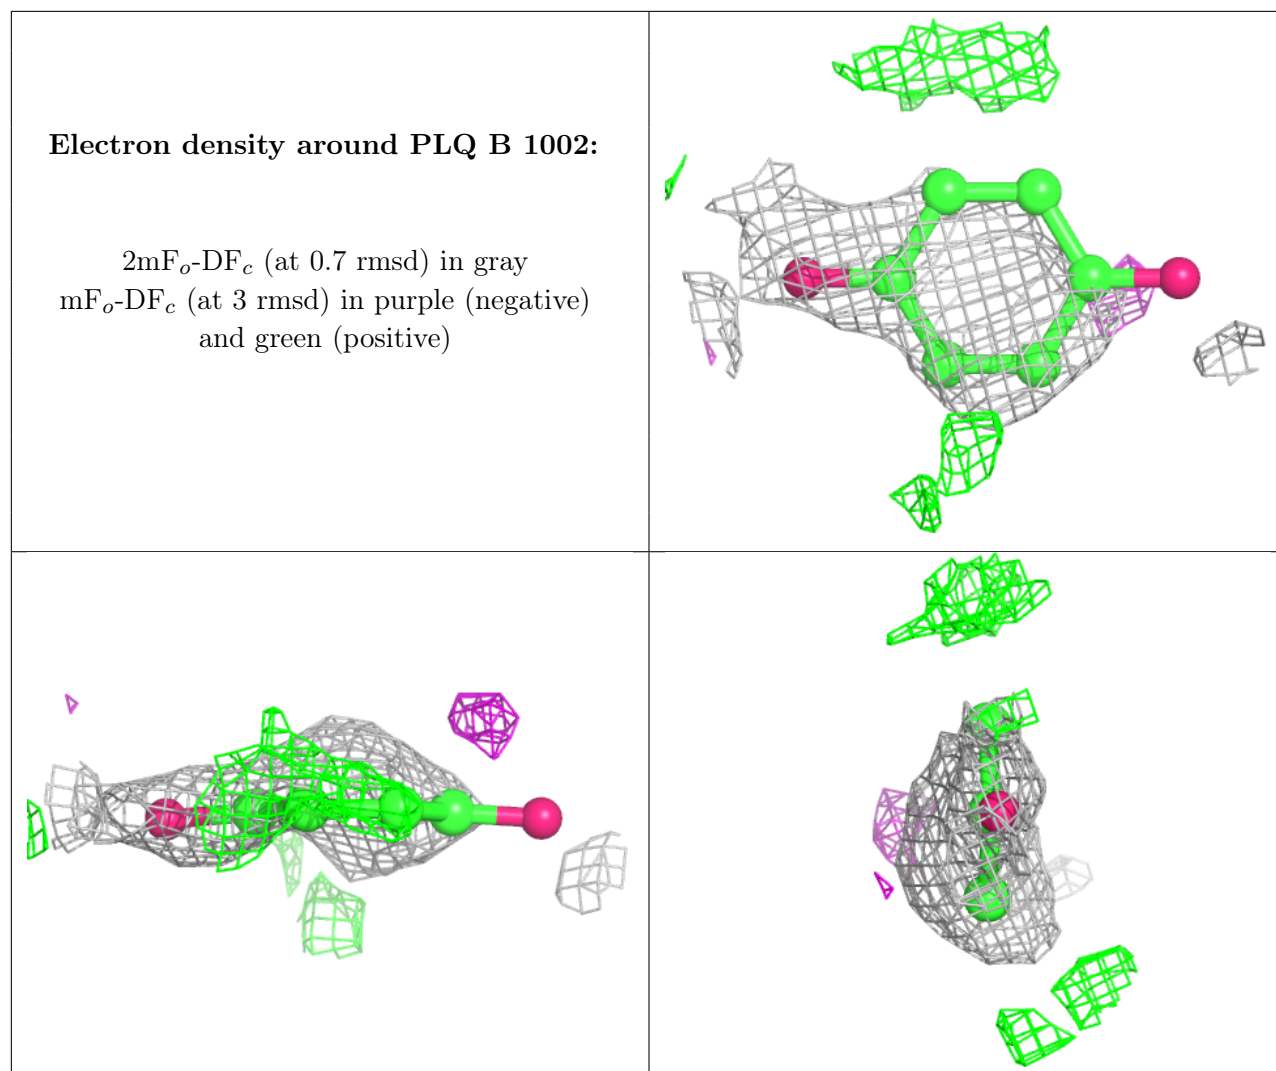 Electron density around PLQ B 1002:
2mFo-DFc (at 0.7 rmsd) in gray
mFo-DFc (at 3 rmsd) in purple (negative)
and green (positive)